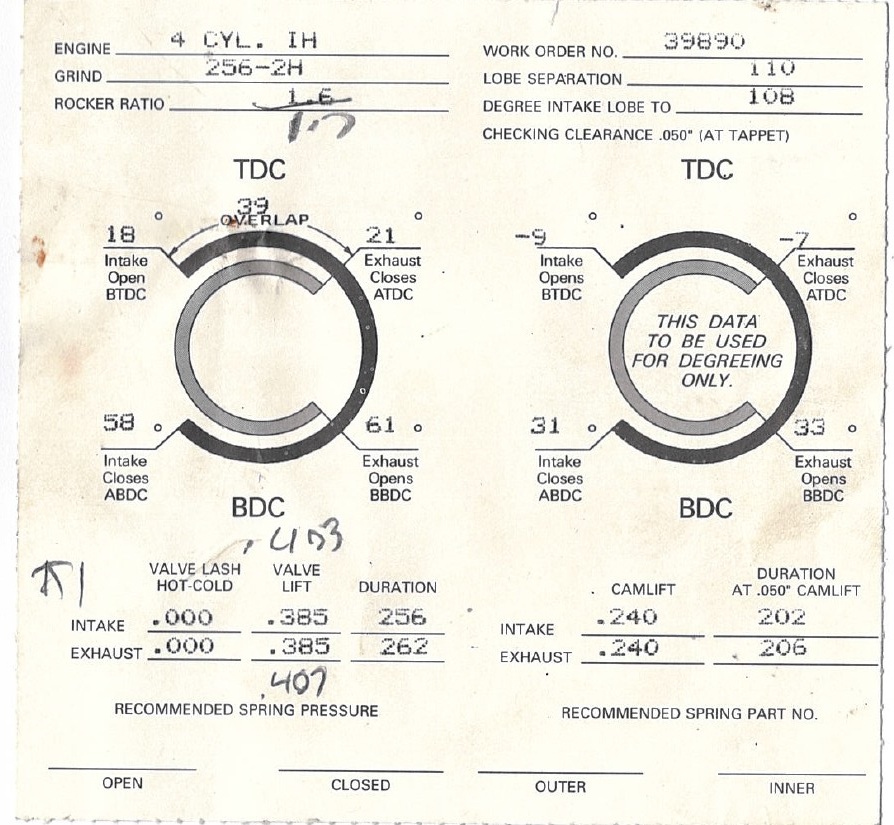 ENGINE 4 CYL. IH
GRIND 256-2H
ROCKER RATIO 1.6
1.7
WORK ORDER NO. 39890
LOBE SEPARATION 110
DEGREE INTAKE LOBE TO 108
CHECKING CLEARANCE .050" (AT TAPPET)
TDC
39
OVERLAP
18 °
Intake
Open
BTDC
21 °
Exhaust
Closes
ATDC
58 °
Intake
Closes
ABDC
61 °
Exhaust
Opens
BBDC
BDC
TDC
-9 °
Intake
Opens
BTDC
-7 °
Exhaust
Closes
ATDC
THIS DATA
TO BE USED
FOR DEGREEING
ONLY.
31 °
Intake
Closes
ABDC
33 °
Exhaust
Opens
BBDC
BDC
VALVE LASH HOT-COLD VALVE LIFT DURATION
INTAKE .000 .385 256
EXHAUST .000 .385 262
.407
CAMLIFT DURATION AT .050" CAMLIFT
INTAKE .240 202
EXHAUST .240 206
RECOMMENDED SPRING PRESSURE
RECOMMENDED SPRING PART NO.
OPEN CLOSED OUTER INNER